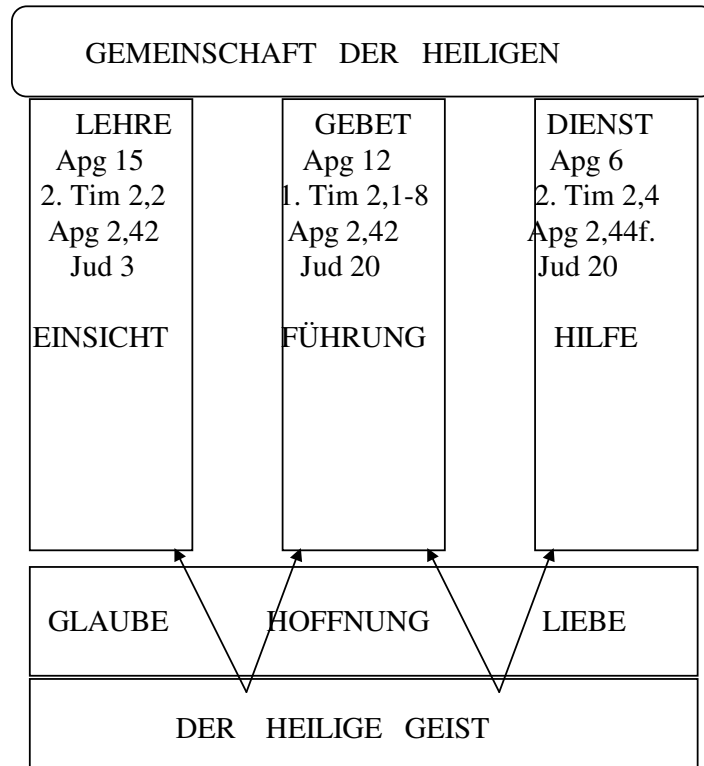 GEMEINSCHAFT DER HEILIGEN
LEHRE
Apg 15
2. Tim 2,2
Apg 2,42
Jud 3
EINSICHT
GEBET
Apg 12
1. Tim 2,1-8
Apg 2,42
Jud 20
FÜHRUNG
DIENST
Apg 6
2. Tim 2,4
Apg 2,44f.
Jud 20
HILFE
GLAUBE HOFFNUNG LIEBE
DER HEILIGE GEIST